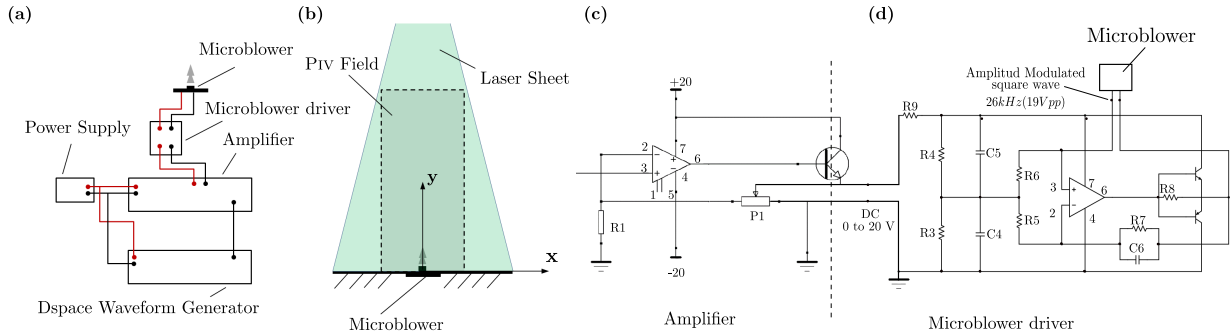 (a)
Microblower
Microblower driver
Power Supply
Amplifier
Dspace Waveform Generator
(b)
PIV Field
Laser Sheet
y
x
Microblower
(c)
+20
2
7
−
+
6
3
+
−
4
1
5
R1
P1
DC
0 to 20 V
-20
Amplifier
(d)
Microblower
Amplitud Modulated
square wave
26kHz(19Vpp)
R9
R4
C5
R6
3
+
7
6
R8
R5
2
−
4
R7
R3
C4
C6
Microblower driver